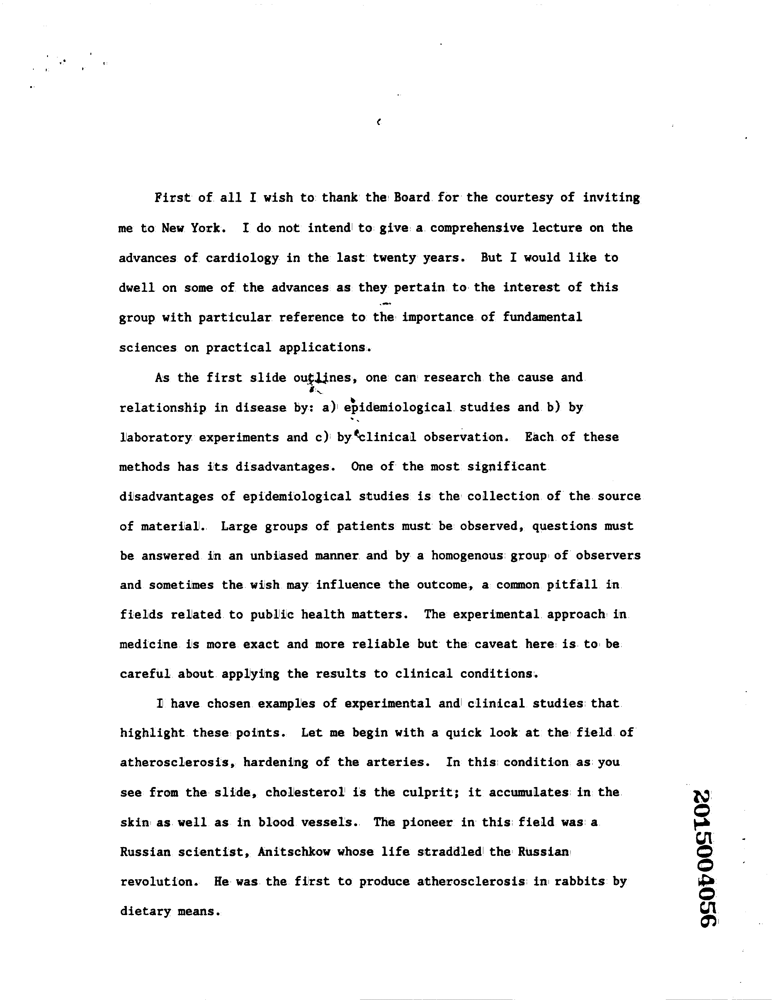 First of all I wish to thank the Board for the courtesy of inviting
me to New York. I do not intend to give a comprehensive lecture on the
advances of cardiology in the last twenty years. But I would like to
dwell on some of the advances as they pertain to the interest of this
group with particular reference to the importance of fundamental
sciences on practical applications.
As the first slide outlines, one can research the cause and
relationship in disease by: a) epidemiological studies and b) by
laboratory experiments and c) by clinical observation. Each of these
methods has its disadvantages. One of the most significant
disadvantages of epidemiological studies is the collection of the source
of material. Large groups of patients must be observed, questions must
be answered in an unbiased manner and by a homogenous group of observers
and sometimes the wish may influence the outcome, a common pitfall in
fields related to public health matters. The experimental approach in
medicine is more exact and more reliable but the caveat here is to be
careful about applying the results to clinical conditions.
I have chosen examples of experimental and clinical studies that
highlight these points. Let me begin with a quick look at the field of
atherosclerosis, hardening of the arteries. In this condition as you
see from the slide, cholesterol is the culprit; it accumulates in the
skin as well as in blood vessels. The pioneer in this field was a
Russian scientist, Anitschkow whose life straddled the Russian
revolution. He was the first to produce atherosclerosis in rabbits by
dietary means.
2015004056